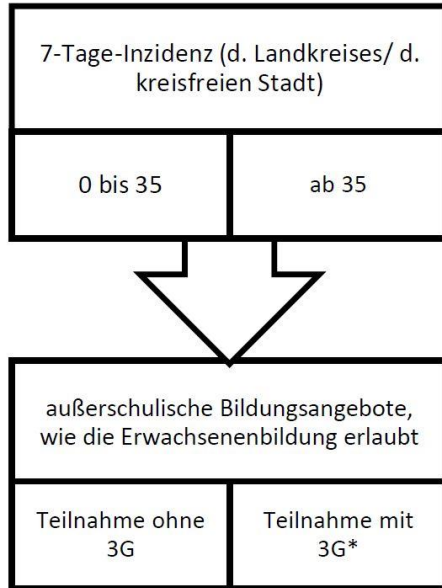 7-Tage-Inzidenz (d. Landkreises/ d.
kreisfreien Stadt)
0 bis 35
ab 35
außerschulische Bildungsangebote,
wie die Erwachsenenbildung erlaubt
Teilnahme ohne
3G
Teilnahme mit
3G*